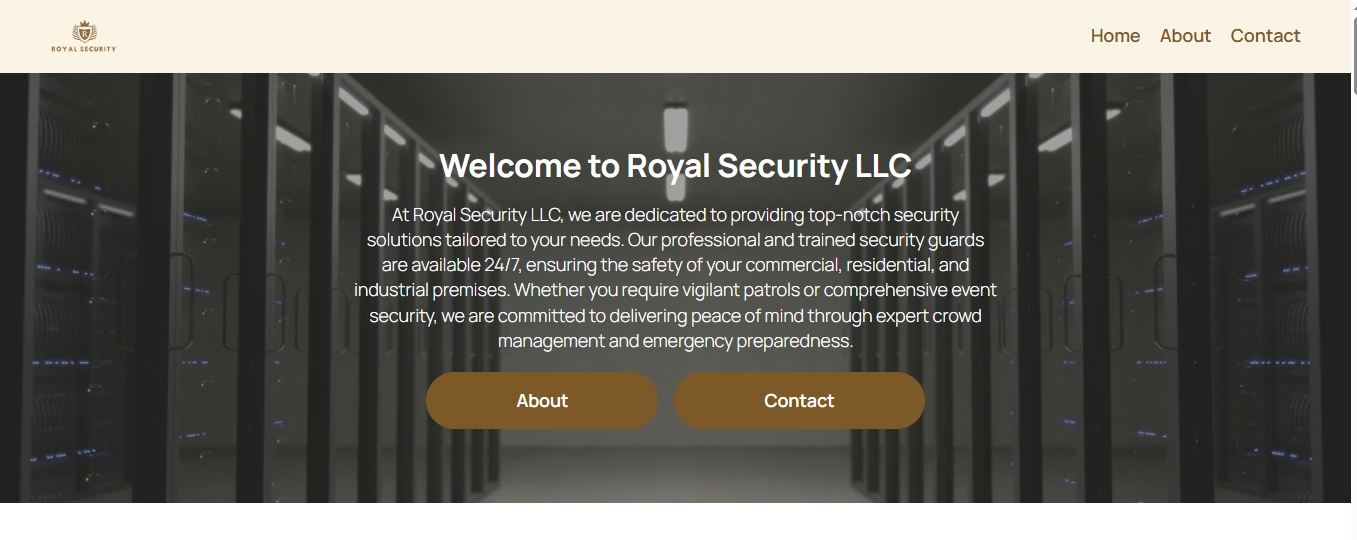 ROYAL SECURITY
Home About Contact
Welcome to Royal Security LLC
At Royal Security LLC, we are dedicated to providing top-notch security
solutions tailored to your needs. Our professional and trained security guards
are available 24/7, ensuring the safety of your commercial, residential, and
industrial premises. Whether you require vigilant patrols or comprehensive event
security, we are committed to delivering peace of mind through expert crowd
management and emergency preparedness.
About Contact